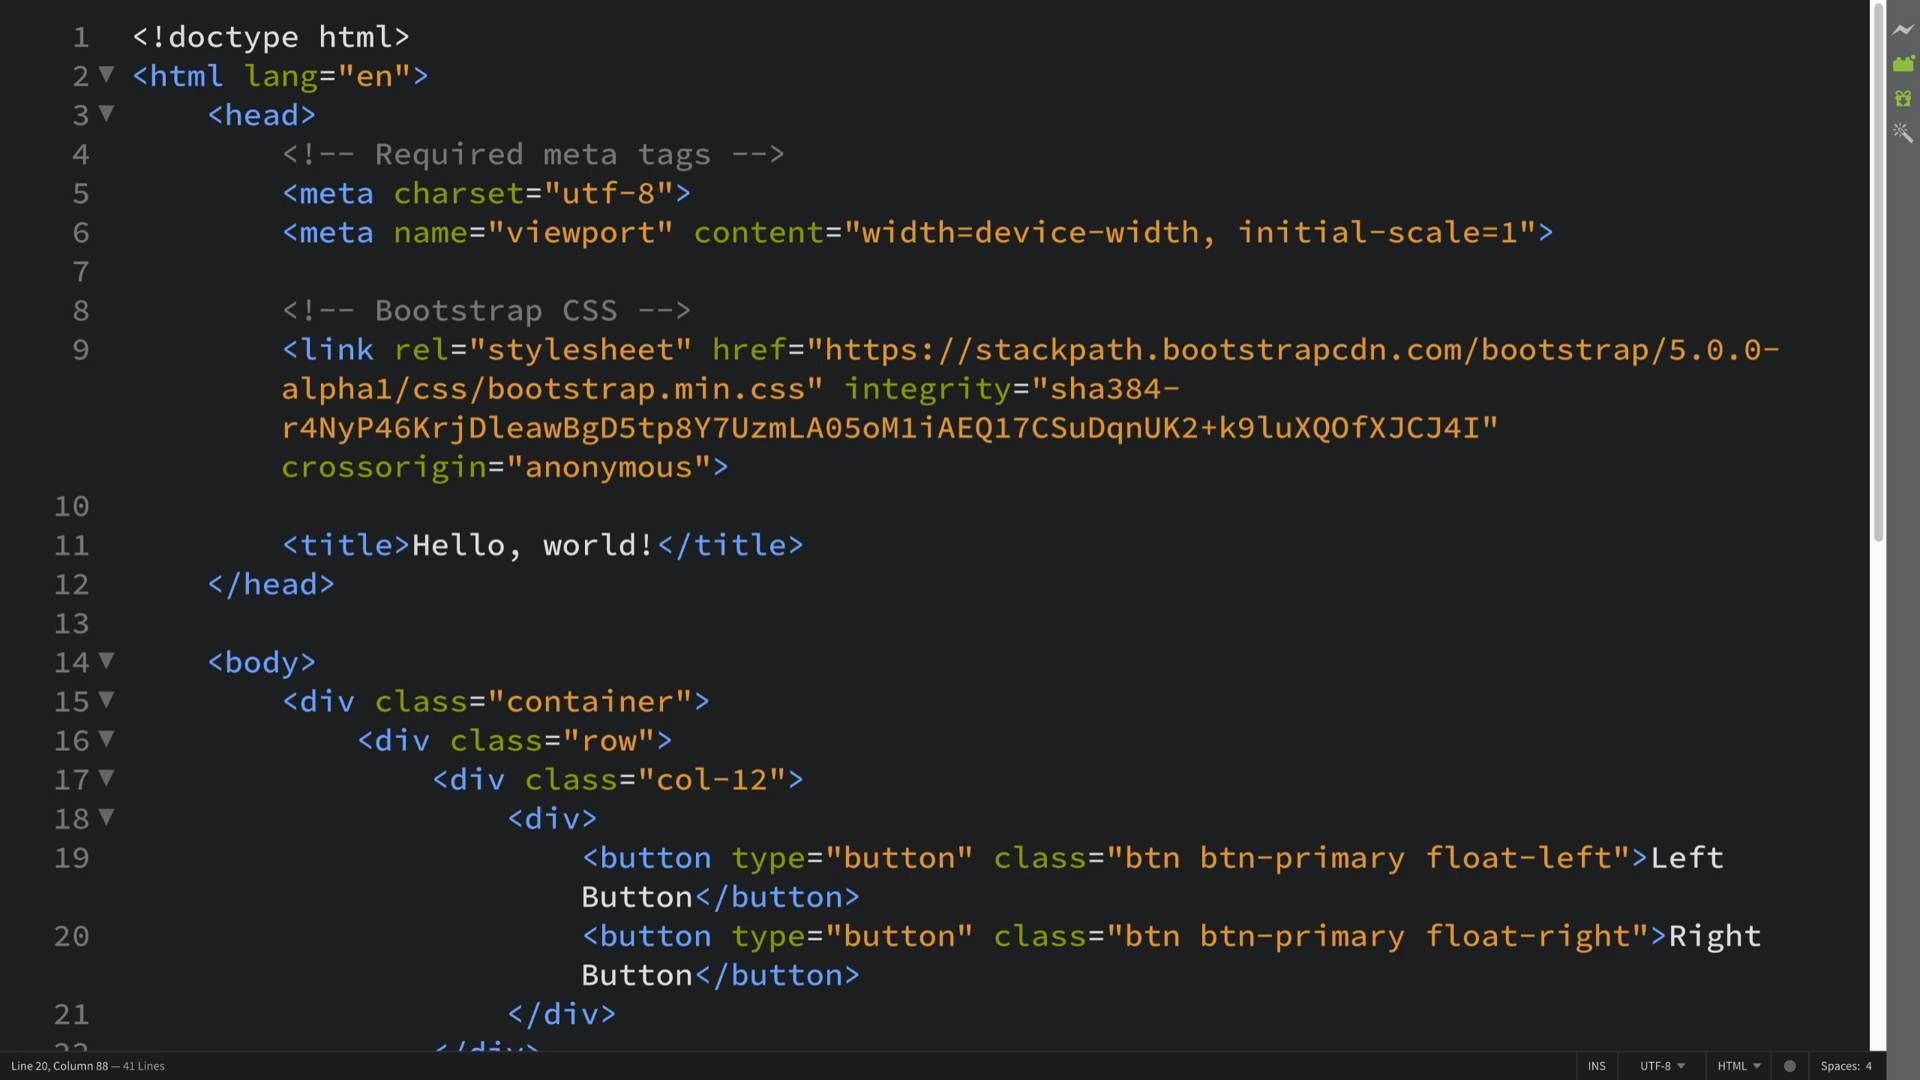 1 <!doctype html>
2 <html lang="en">
3 <head>
4 <!-- Required meta tags -->
5 <meta charset="utf-8">
6 <meta name="viewport" content="width=device-width, initial-scale=1">
7
8 <!-- Bootstrap CSS -->
9 <link rel="stylesheet" href="https://stackpath.bootstrapcdn.com/bootstrap/5.0.0-
alpha1/css/bootstrap.min.css" integrity="sha384-
r4NyP46KrjDleawBgD5tp8Y7UzmLA05oM1iAEQ17CSuDqnUK2+k9luXQOfXJCJ4I"
crossorigin="anonymous">
10
11 <title>Hello, world!</title>
12 </head>
13
14 <body>
15 <div class="container">
16 <div class="row">
17 <div class="col-12">
18 <div>
19 <button type="button" class="btn btn-primary float-left">Left
Button</button>
20 <button type="button" class="btn btn-primary float-right">Right
Button</button>
21 </div>
22 </div>
Line 20, Column 88 — 41 Lines INS UTF-8 HTML Spaces: 4